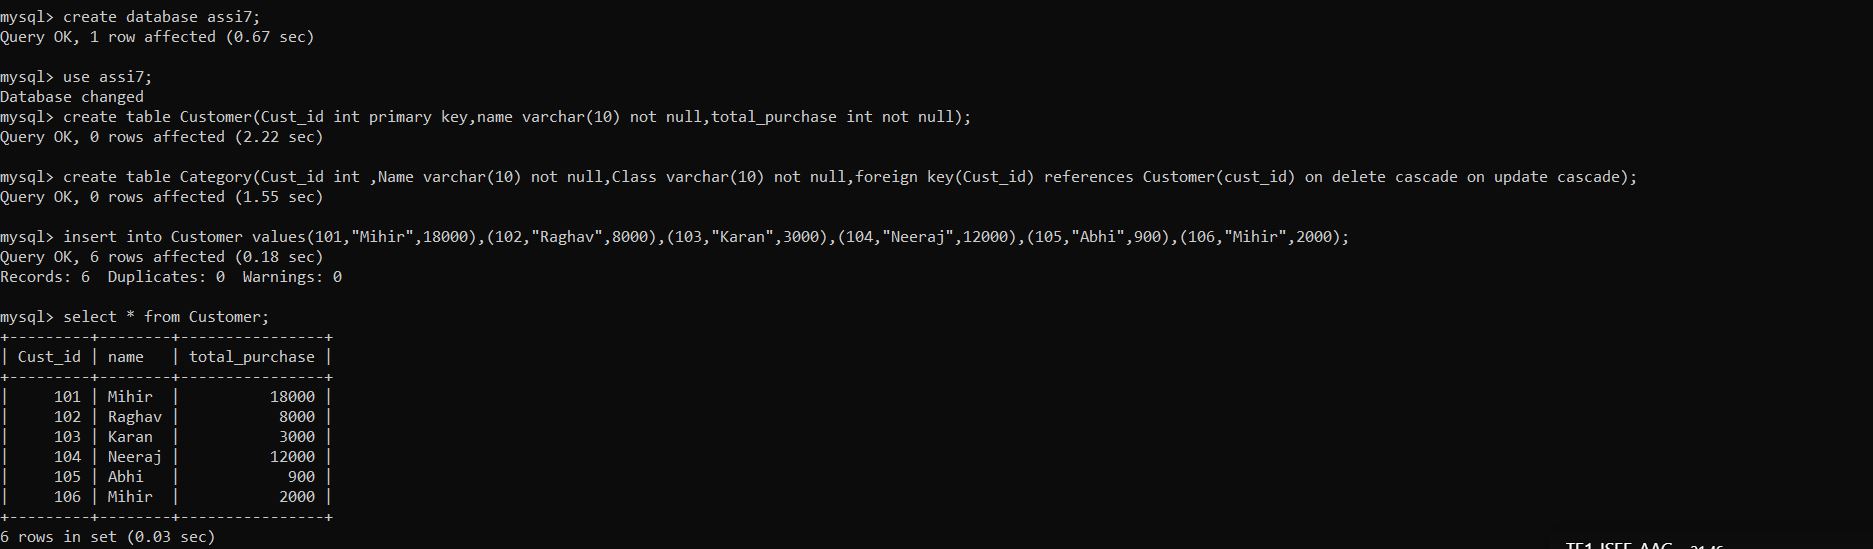 mysql> create database assi7;
Query OK, 1 row affected (0.67 sec)
mysql> use assi7;
Database changed
mysql> create table Customer(Cust_id int primary key,name varchar(10) not null,total_purchase int not null);
Query OK, 0 rows affected (2.22 sec)
mysql> create table Category(Cust_id int ,Name varchar(10) not null,Class varchar(10) not null,foreign key(Cust_id) references Customer(cust_id) on delete cascade on update cascade);
Query OK, 0 rows affected (1.55 sec)
mysql> insert into Customer values(101,"Mihir",18000),(102,"Raghav",8000),(103,"Karan",3000),(104,"Neeraj",12000),(105,"Abhi",900),(106,"Mihir",2000);
Query OK, 6 rows affected (0.18 sec)
Records: 6  Duplicates: 0  Warnings: 0
mysql> select * from Customer;
+---------+--------+----------------+
| Cust_id | name   | total_purchase |
+---------+--------+----------------+
|     101 | Mihir  |          18000 |
|     102 | Raghav |           8000 |
|     103 | Karan  |           3000 |
|     104 | Neeraj |          12000 |
|     105 | Abhi   |            900 |
|     106 | Mihir  |           2000 |
+---------+--------+----------------+
6 rows in set (0.03 sec)